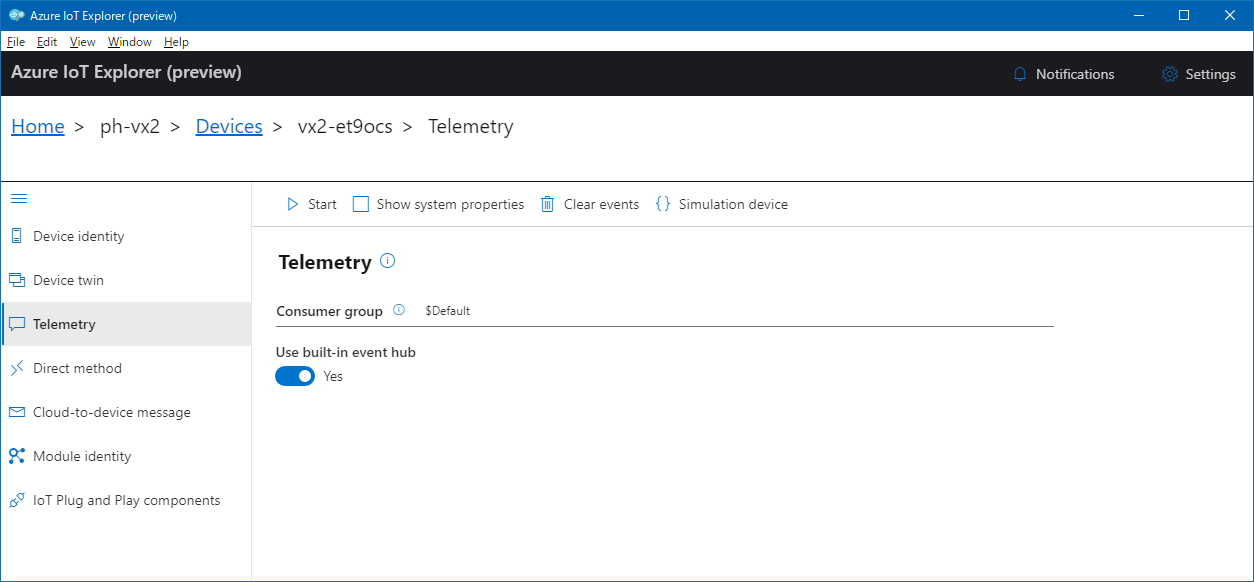 Azure IoT Explorer (preview)
File Edit View Window Help
Azure IoT Explorer (preview) Notifications Settings
Home > ph-vx2 > Devices > vx2-et9ocs > Telemetry
Start Show system properties Clear events {} Simulation device
Device identity
Device twin
Telemetry
Direct method
Cloud-to-device message
Module identity
IoT Plug and Play components
Telemetry
Consumer group $Default
Use built-in event hub
Yes